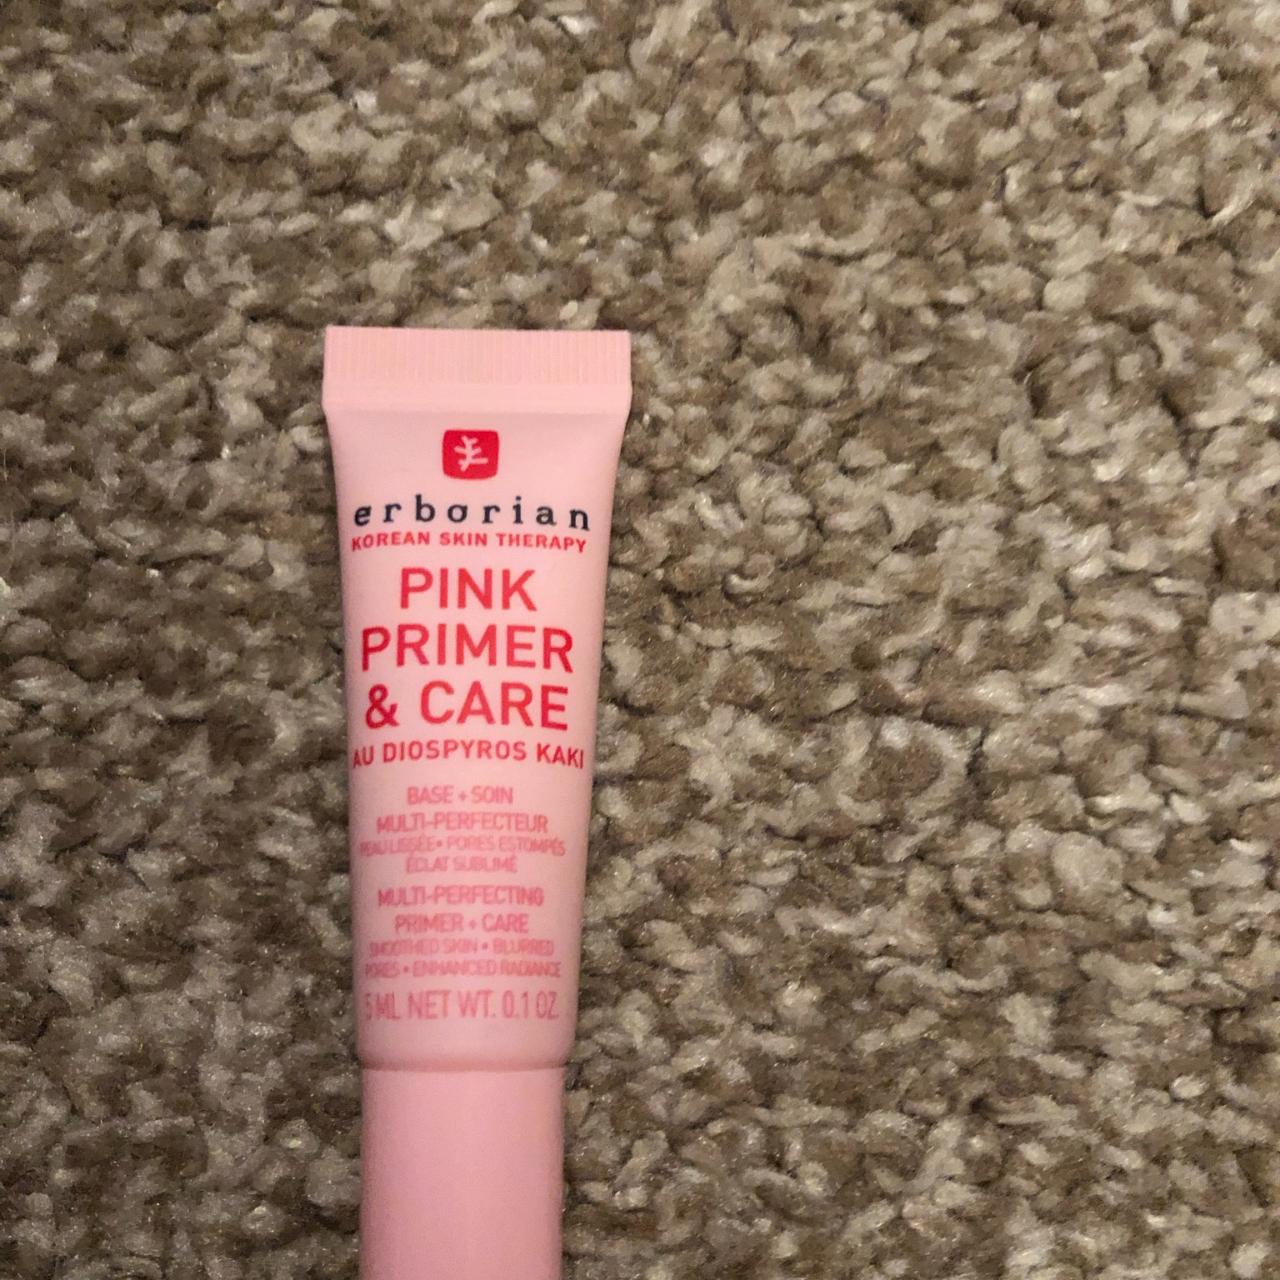 erborian
KOREAN SKIN THERAPY
PINK
PRIMER
& CARE
AU DIOSPYROS KAKI
BASE + SOIN
MULTI-PERFECTEUR
PEAU LISSÉE • PORES ESTOMPÉS
ÉCLAT SUBLIMÉ
MULTI-PERFECTING
PRIMER + CARE
SMOOTHED SKIN • BLURRED
PORES • ENHANCED RADIANCE
5 ML NET WT. 0.1 OZ.